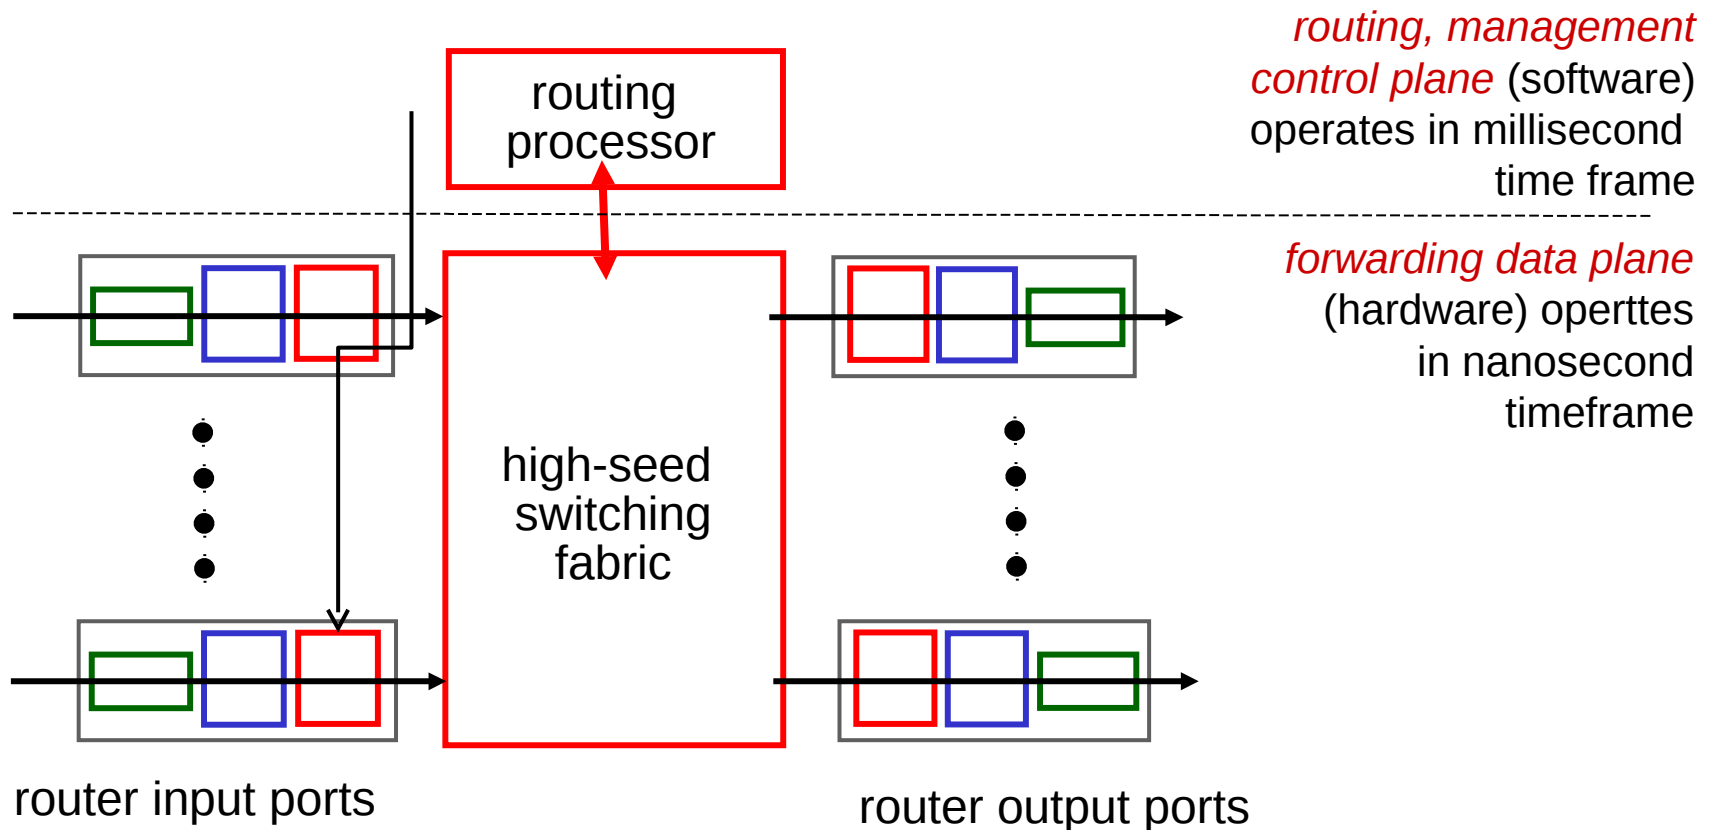 routing, management
control plane (software)
operates in millisecond
time frame
routing
processor
forwarding data plane
(hardware) operttes
in nanosecond
timeframe
high-seed
switching
fabric
router input ports
router output ports